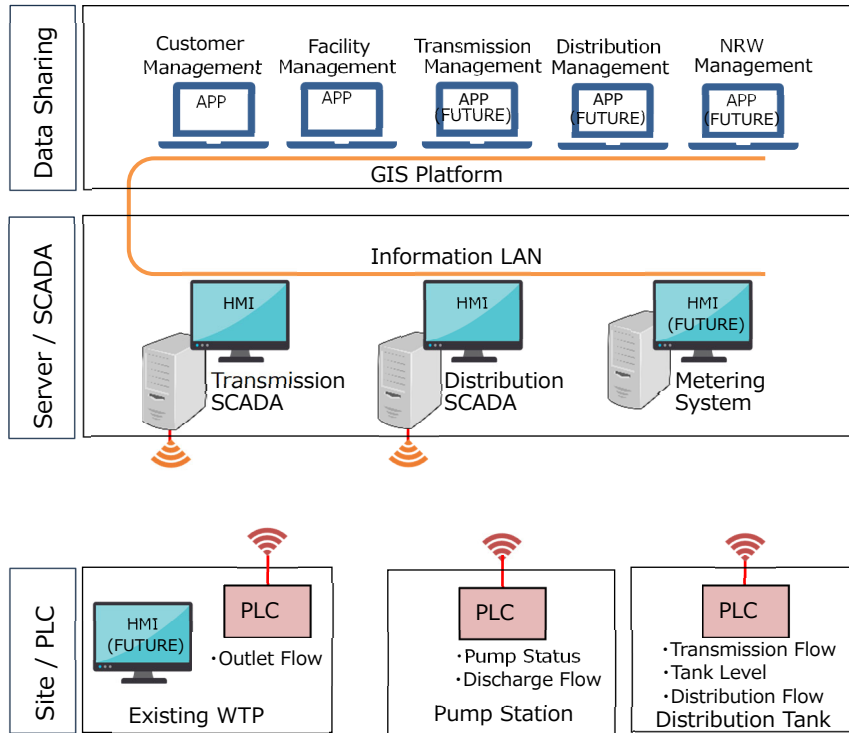 Data Sharing
Customer
Management
Facility
Management
Transmission
Management
Distribution
Management
NRW
Management
APP
APP
APP
(FUTURE)
APP
(FUTURE)
APP
(FUTURE)
GIS Platform
Server / SCADA
Information LAN
HMI
HMI
HMI
(FUTURE)
Transmission
SCADA
Distribution
SCADA
Metering
System
Site / PLC
HMI
(FUTURE)
PLC
・Outlet Flow
Existing WTP
PLC
・Pump Status
・Discharge Flow
Pump Station
PLC
・Transmission Flow
・Tank Level
・Distribution Flow
Distribution Tank